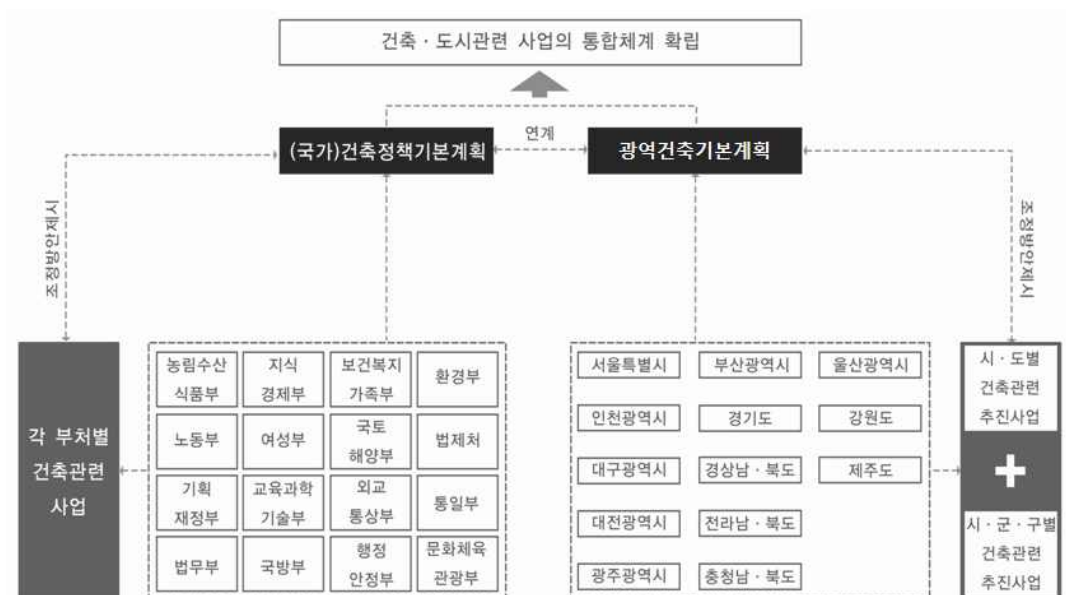 건축 · 도시관련 사업의 통합체계 확립
연계
(국가)건축정책기본계획
광역건축기본계획
조정방안제시
조정방안제시
각 부처별
건축관련
사업
농림수산
식품부
지식
경제부
보건복지
가족부
환경부
노동부
여성부
국토
해양부
법제처
기획
재정부
교육과학
기술부
외교
통상부
통일부
법무부
국방부
행정
안정부
문화체육
관광부
서울특별시
부산광역시
울산광역시
인천광역시
경기도
강원도
대구광역시
경상남 · 북도
제주도
대전광역시
전라남 · 북도
광주광역시
충청남 · 북도
시 · 도별
건축관련
추진사업
+
시 · 군 · 구별
건축관련
추진사업